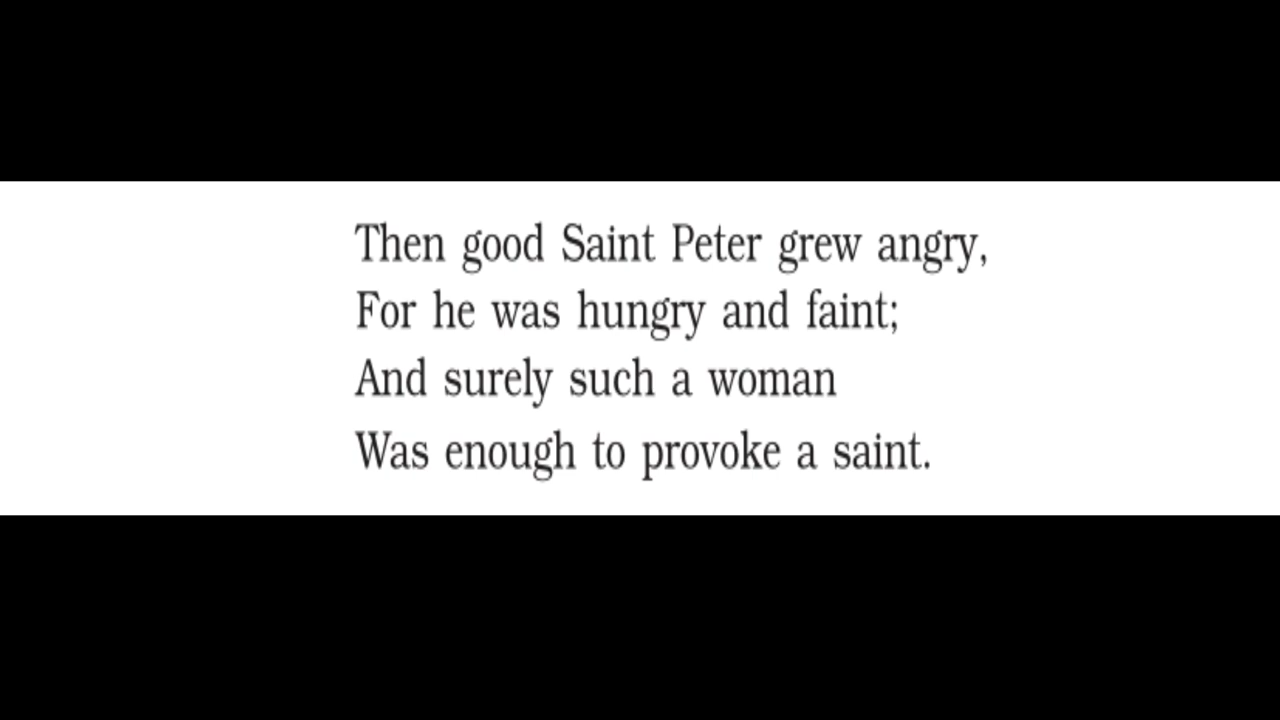 Then good Saint Peter grew angry,
For he was hungry and faint;
And surely such a woman
Was enough to provoke a saint.